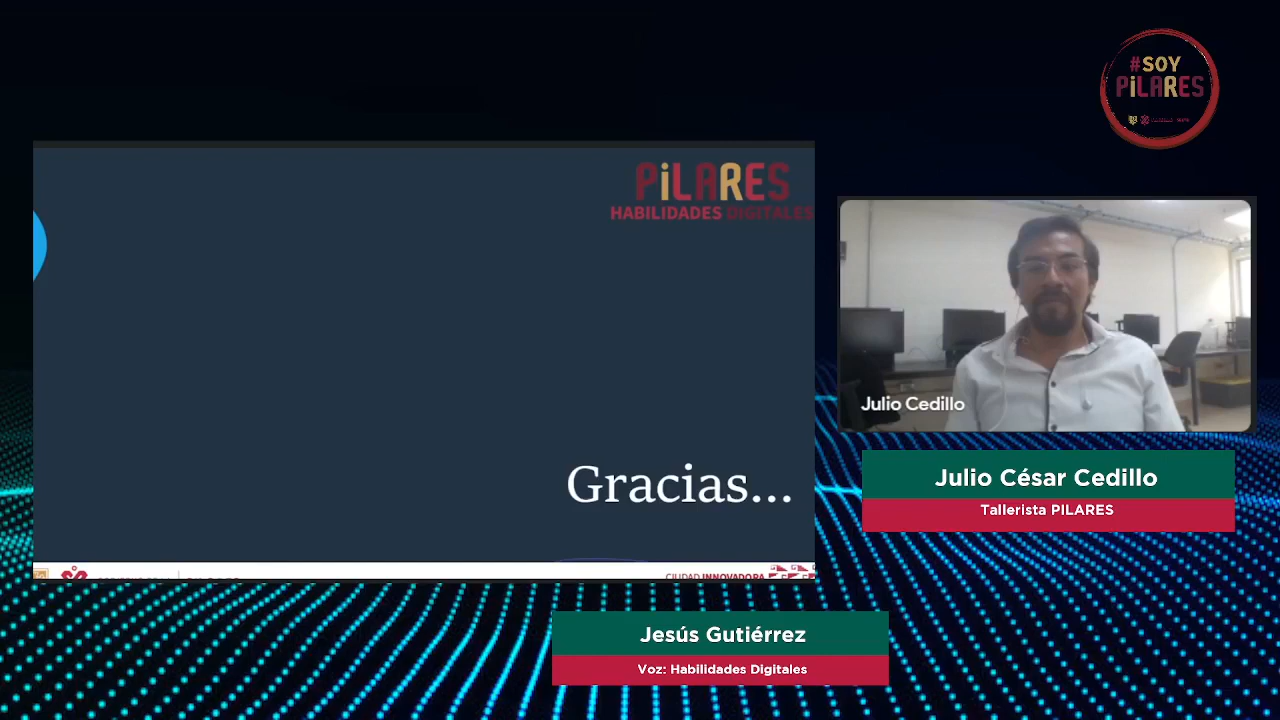 #SOY
PiLARES
PiLARES
HABILIDADES DIGITALES
Gracias...
CIUDAD INNOVADORA
Julio Cedillo
Julio César Cedillo
Tallerista PILARES
Jesús Gutiérrez
Voz: Habilidades Digitales